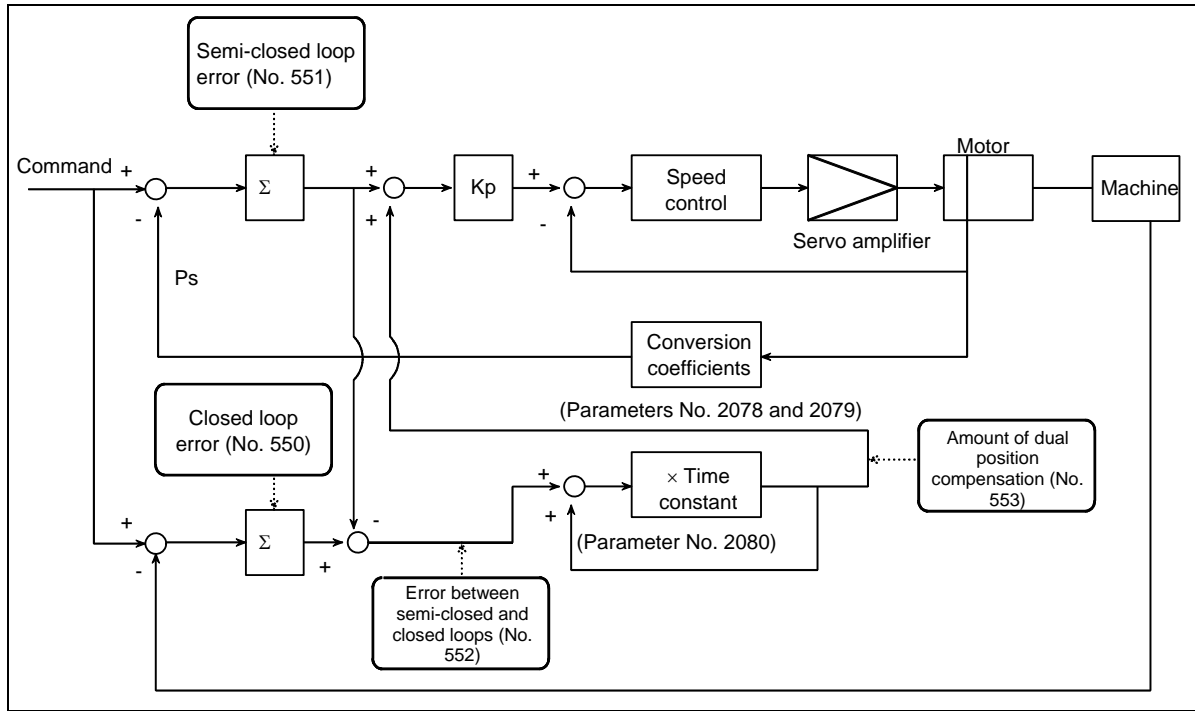 Semi-closed loop
error (No. 551)
Command
+
-
Σ
+
+
Kp
+
-
Speed
control
Servo amplifier
Motor
Machine
Ps
Conversion
coefficients
(Parameters No. 2078 and 2079)
Closed loop
error (No. 550)
Amount of dual
position
compensation (No.
553)
+
-
Σ
+
-
+
+
× Time
constant
(Parameter No. 2080)
Error between
semi-closed and
closed loops (No.
552)